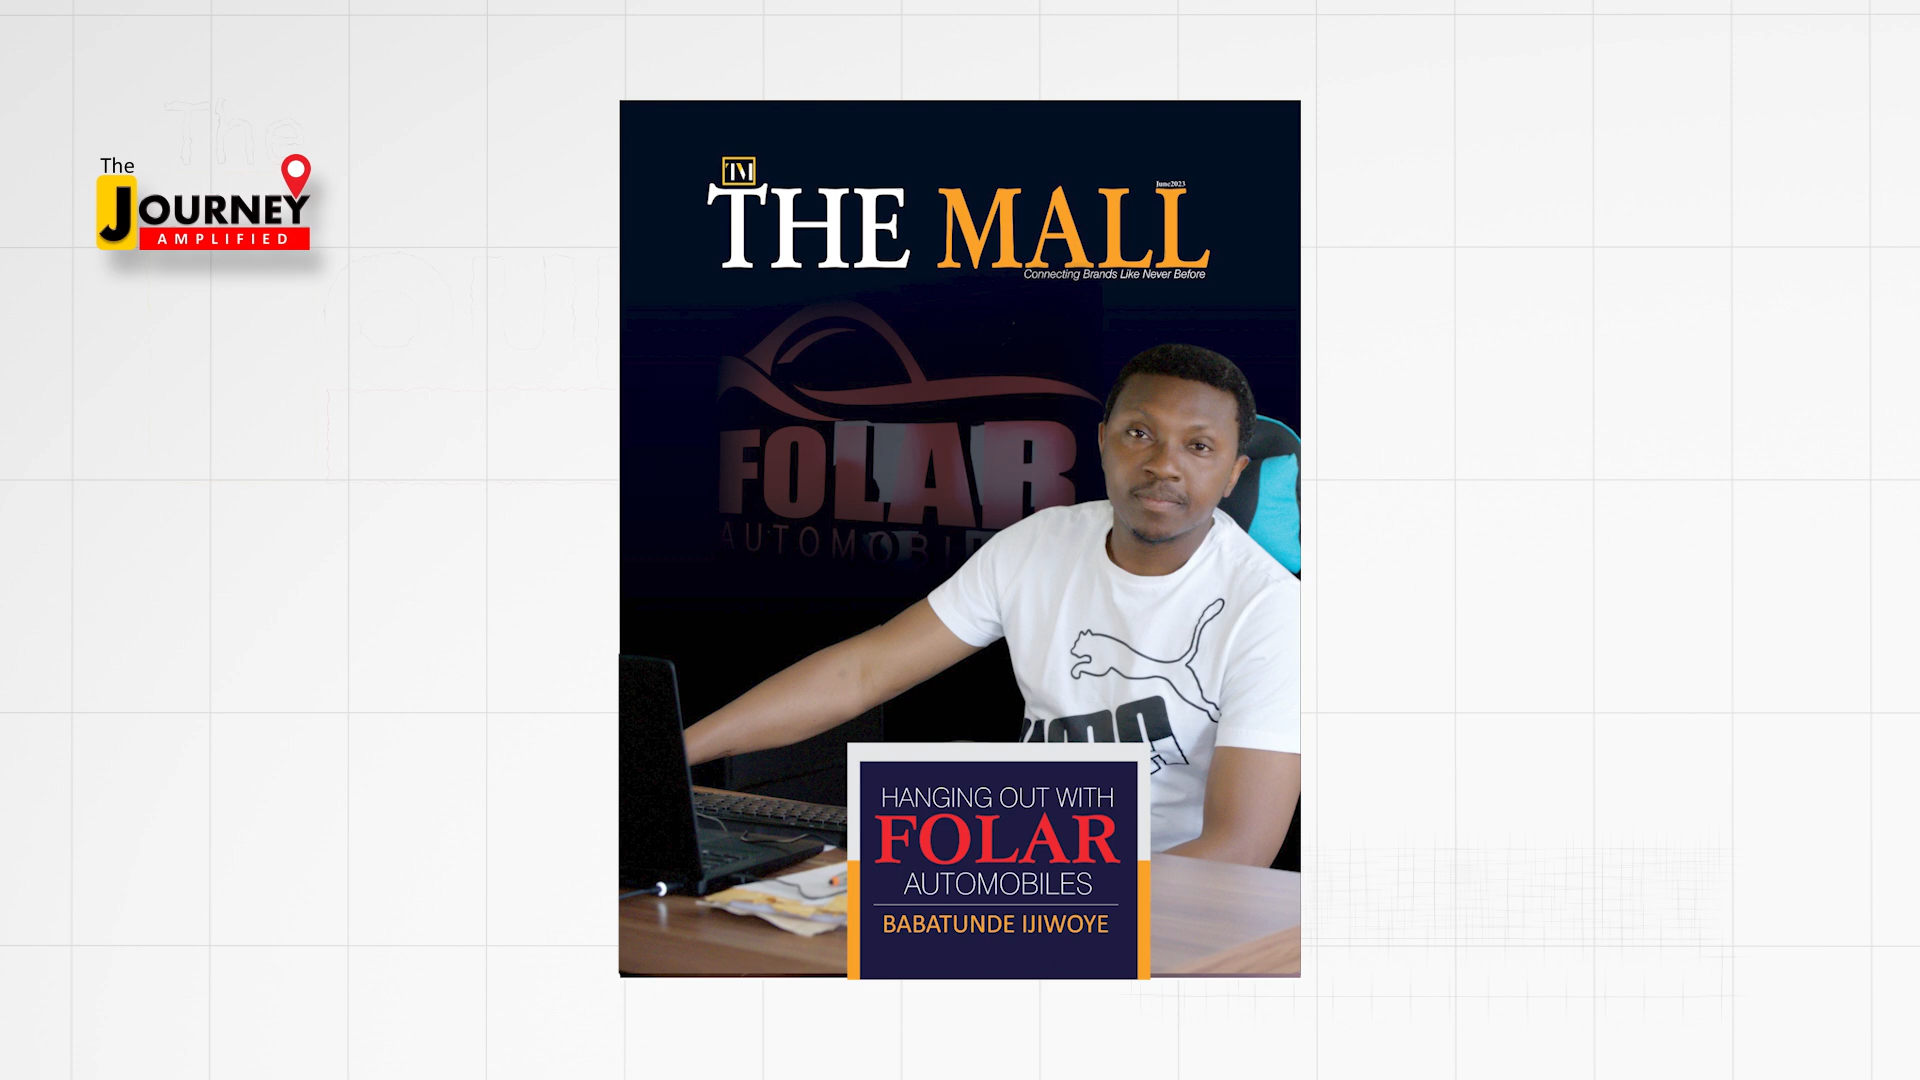 The
JOURNEY
AMPLIFIED
TM
THE MALL
June2023
Connecting Brands Like Never Before
FOLAR
HANGING OUT WITH
FOLAR
AUTOMOBILES
BABATUNDE IJIWOYE